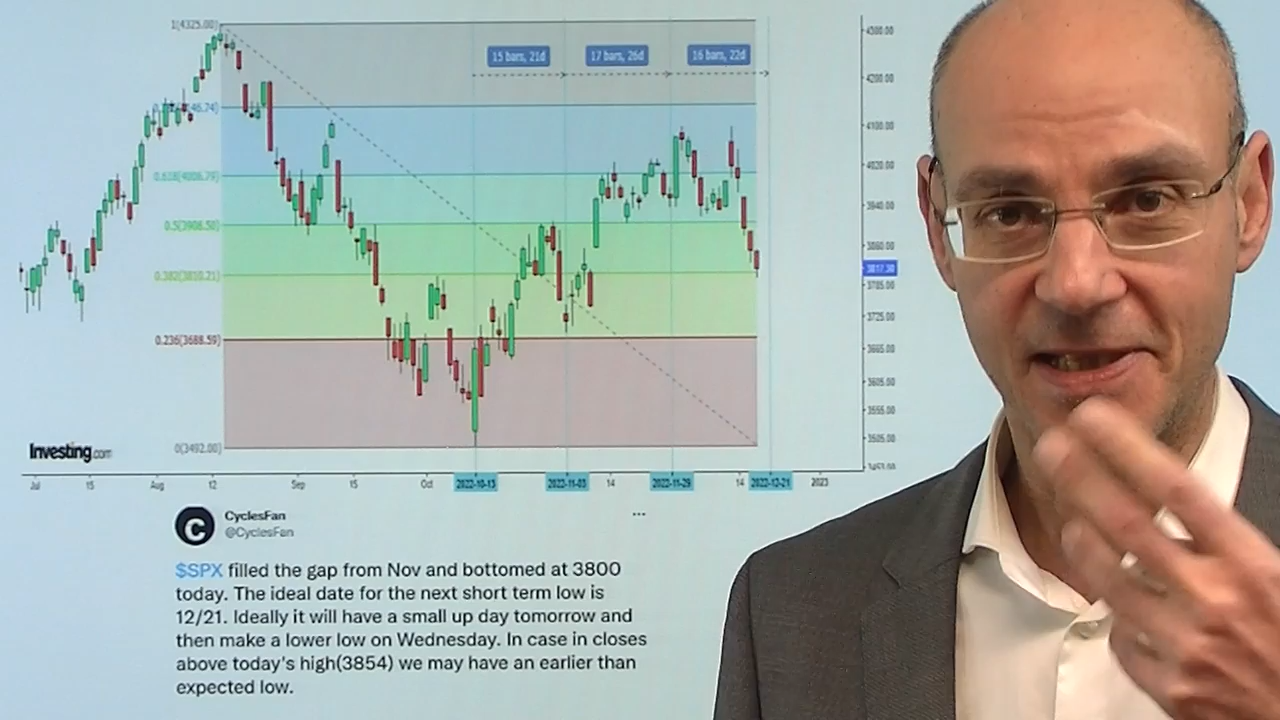 1(4325.00)
15 bars, 21d
17 bars, 26d
16 bars, 22d
4300.00
4200.00
4100.00
4020.00
3940.00
3860.00
3817.30
3785.00
3725.00
3665.00
3605.00
3555.00
3505.00
0.618(4006.79)
0.5(3908.50)
0.382(3810.21)
0.236(3688.59)
0(3492.00)
Investing.com
Jul 15 Aug 12 Sep 15 Oct 2022-10-13 2022-11-03 14 2022-11-29 14 2022-12-21 2023
C CyclesFan
@CyclesFan
...
$SPX filled the gap from Nov and bottomed at 3800
today. The ideal date for the next short term low is
12/21. Ideally it will have a small up day tomorrow and
then make a lower low on Wednesday. In case in closes
above today's high(3854) we may have an earlier than
expected low.